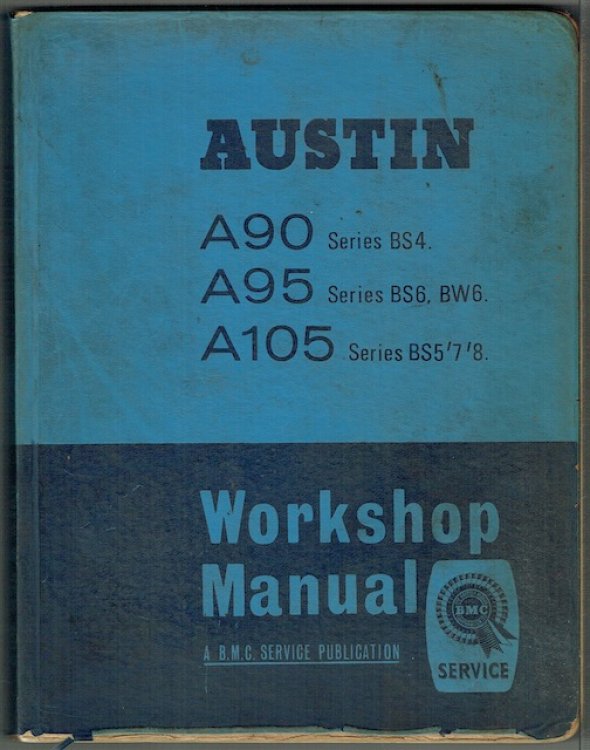 AUSTIN
A90 Series BS4.
A95 Series BS6, BW6.
A105 Series BS5'7'8.
Workshop
Manual
A B.M.C. SERVICE PUBLICATION
BMC
SERVICE